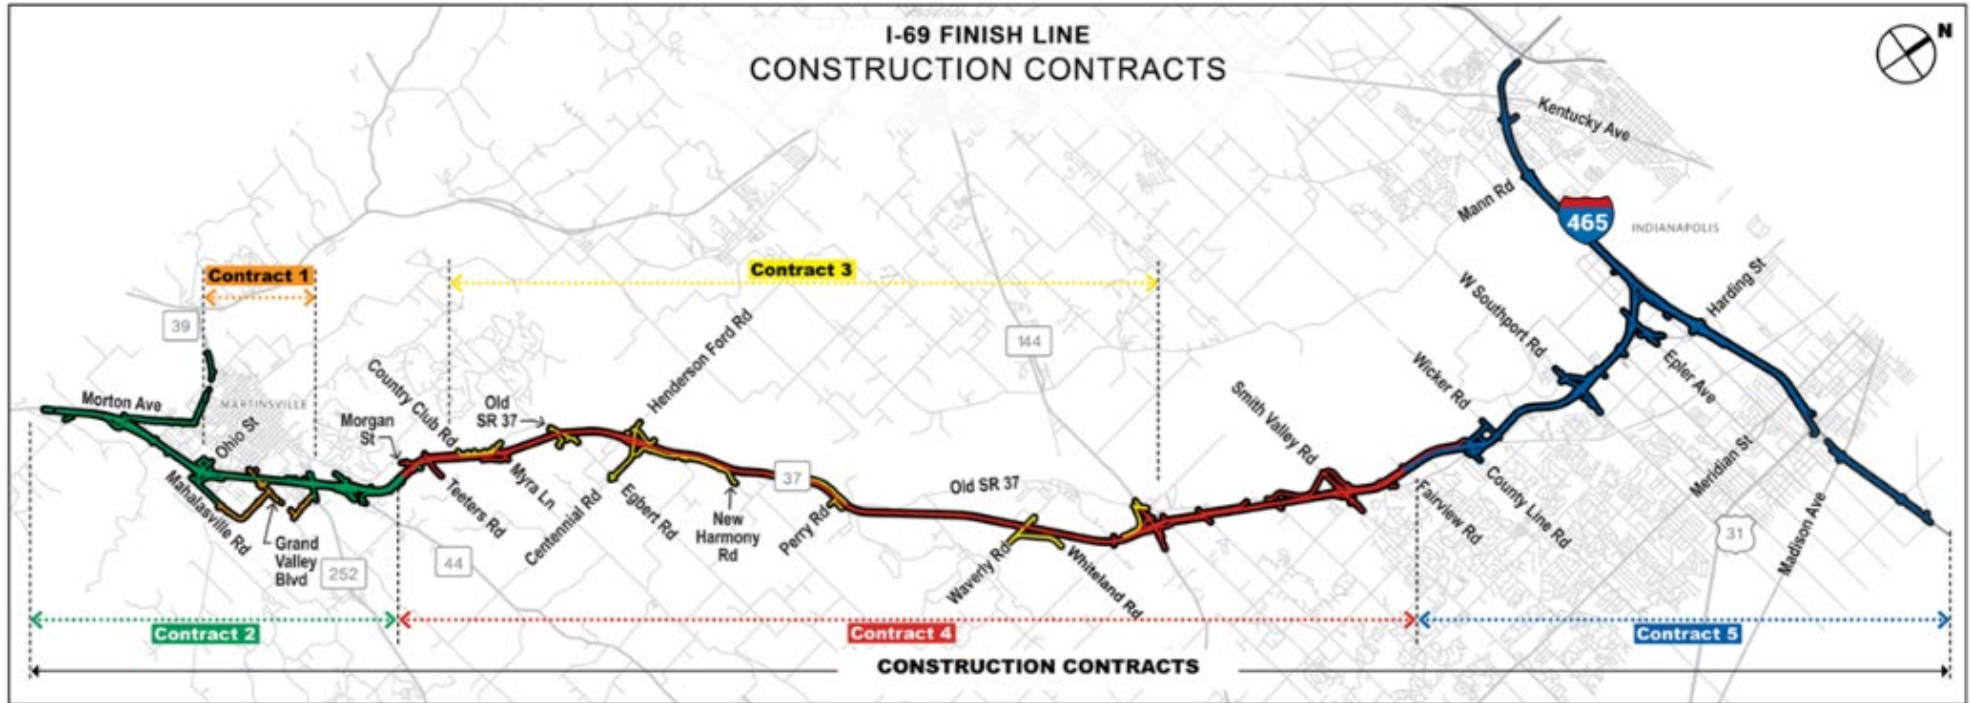 I-69 FINISH LINE
CONSTRUCTION CONTRACTS
N
Kentucky Ave
Mann Rd
465
INDIANAPOLIS
Contract 1
Contract 3
Harding St
W Southport Rd
39
144
Henderson Ford Rd
Epler Ave
Wicker Rd
Country Club Rd
Smith Valley Rd
Morton Ave
MARTINSVILLE
Old
SR 37
Morgan
St
Ohio St
Meridian St
37
Old SR 37
Mahalasville Rd
Teeters Rd
Myra Ln
Centennial Rd
Egbert Rd
New
Harmony
Rd
Perry Rd
Fairview Rd
County Line Rd
Madison Ave
31
Grand
Valley
Blvd
252
44
Waverly Rd
Whiteland Rd
Contract 2
Contract 4
Contract 5
CONSTRUCTION CONTRACTS